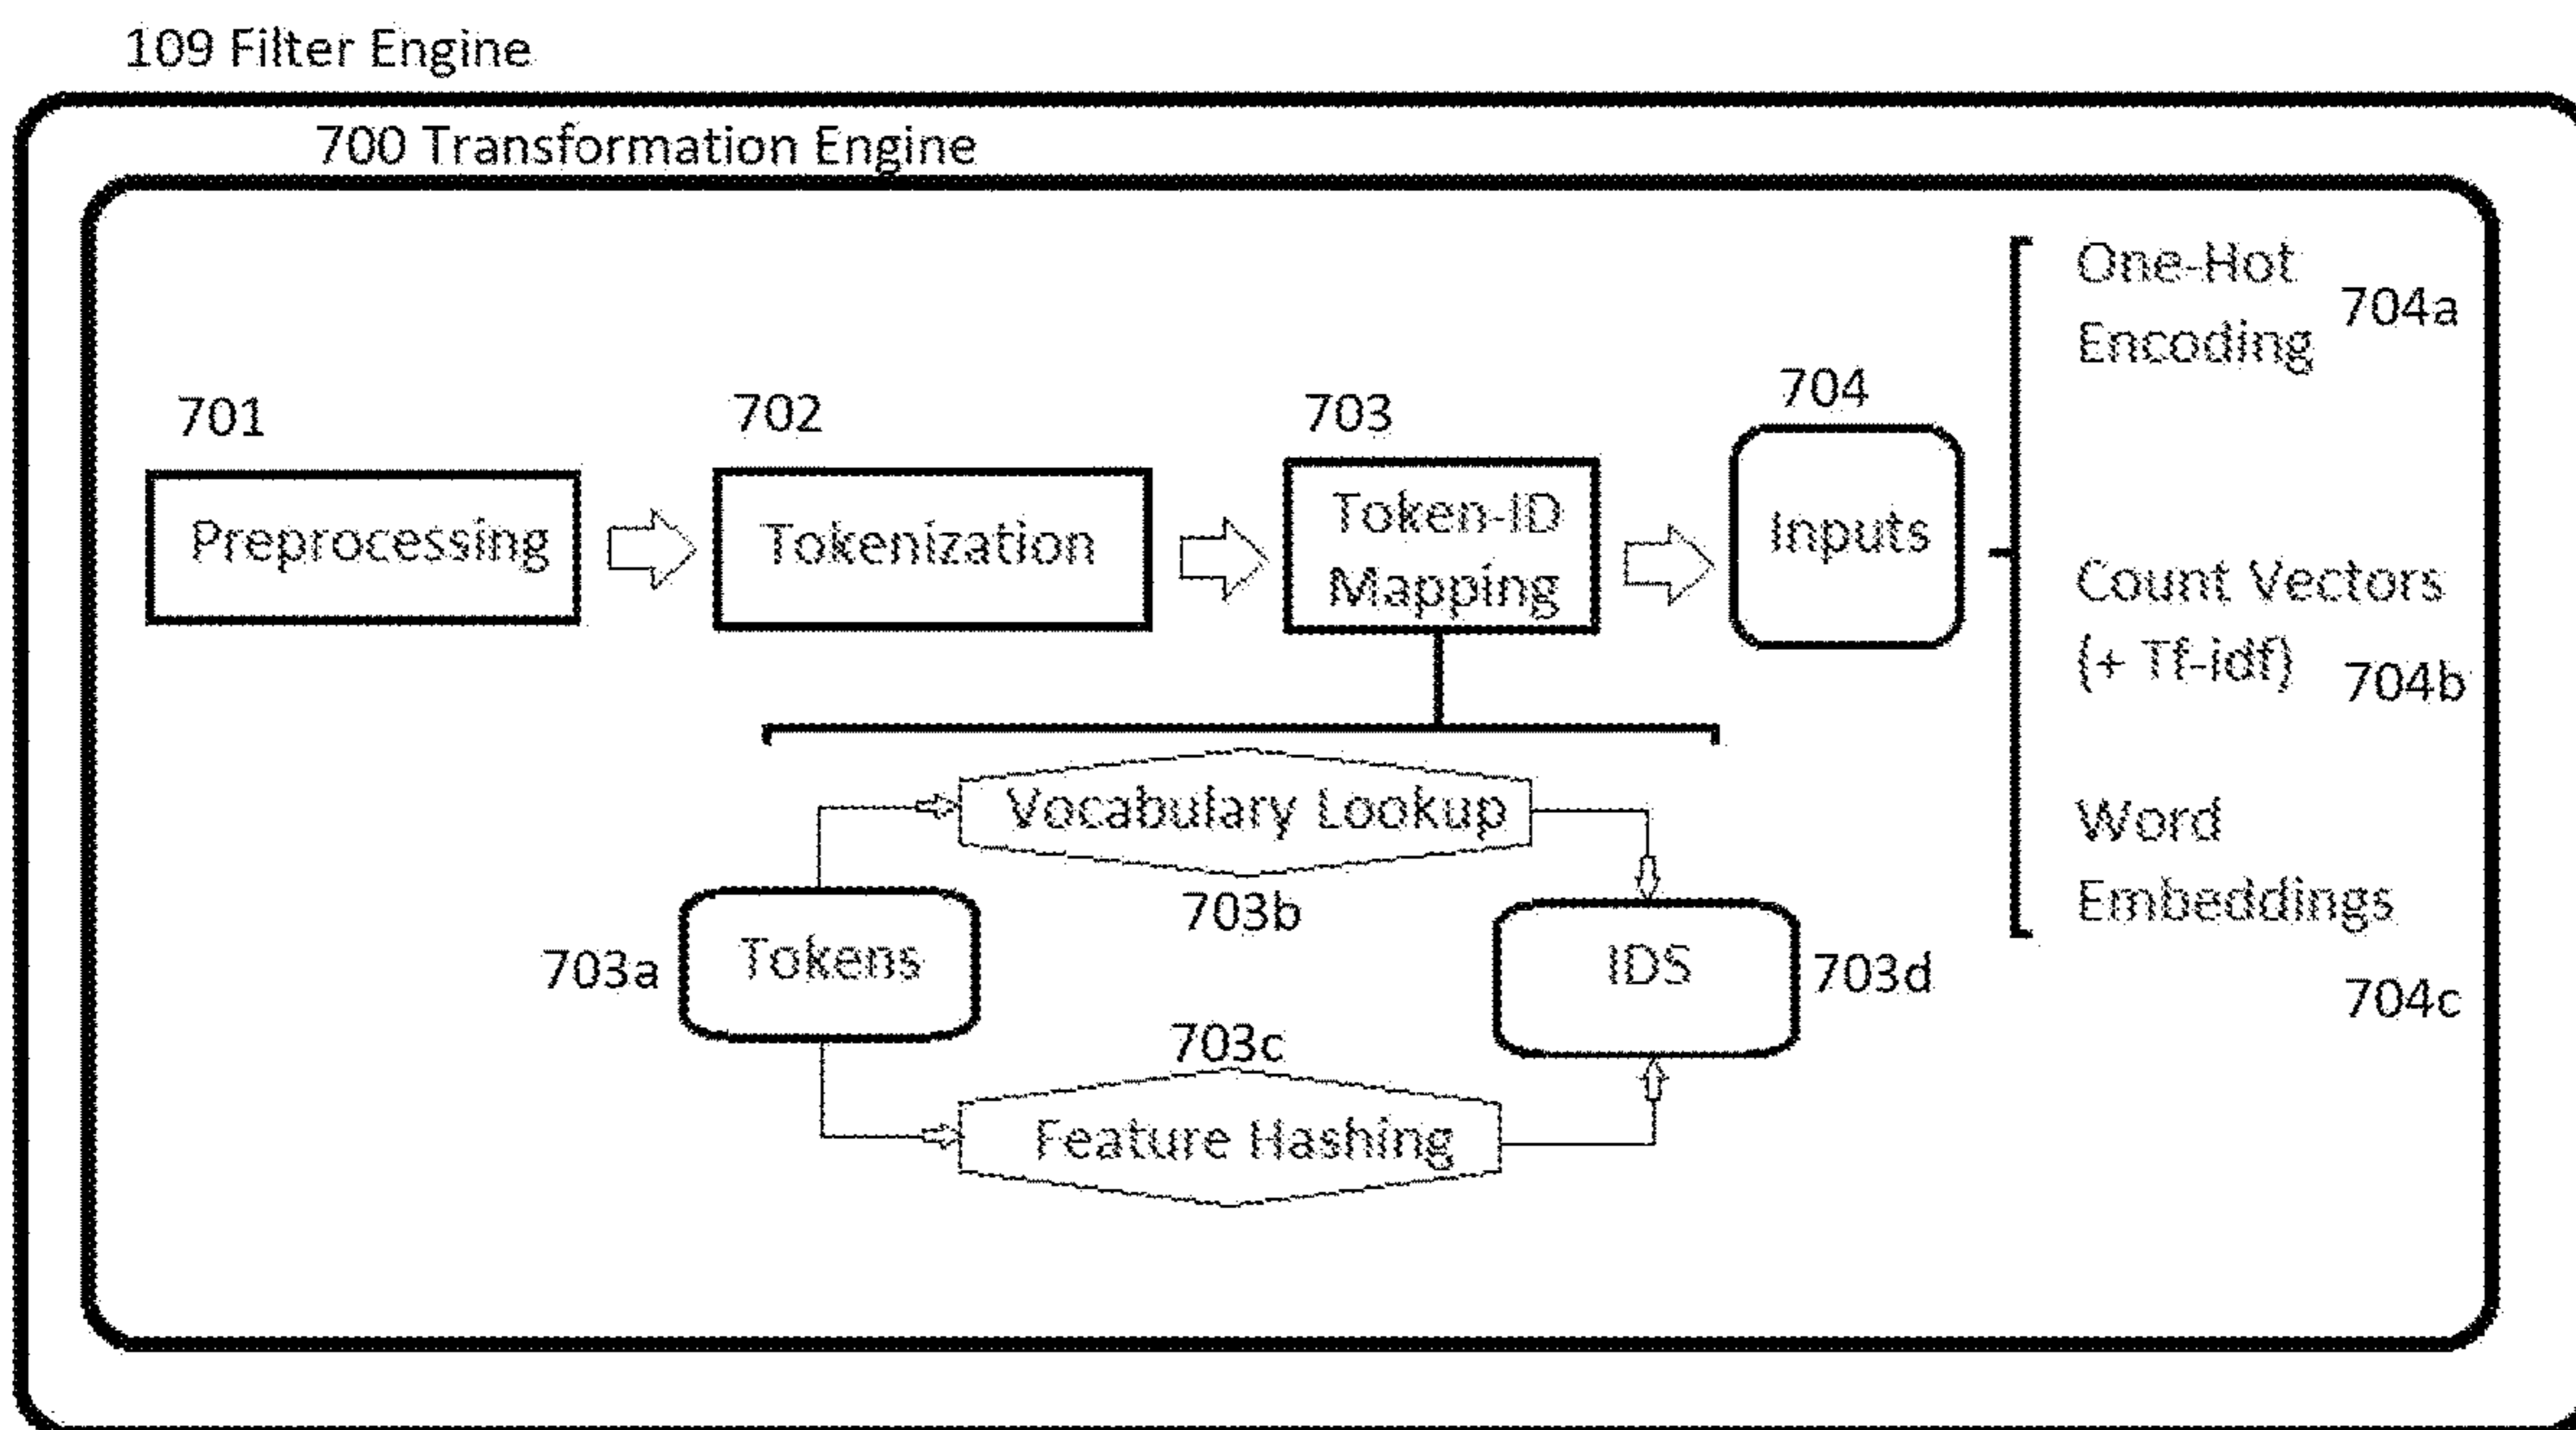 109 Filter Engine
700 Transformation Engine
701
Preprocessing
702
Tokenization
703
Token-ID
Mapping
704
Inputs
One-Hot
Encoding
704a
Count Vectors
(+ Tf-idf)
704b
Word
Embeddings
704c
Vocabulary Lookup
703b
703a
Tokens
IDS
703d
703c
Feature Hashing